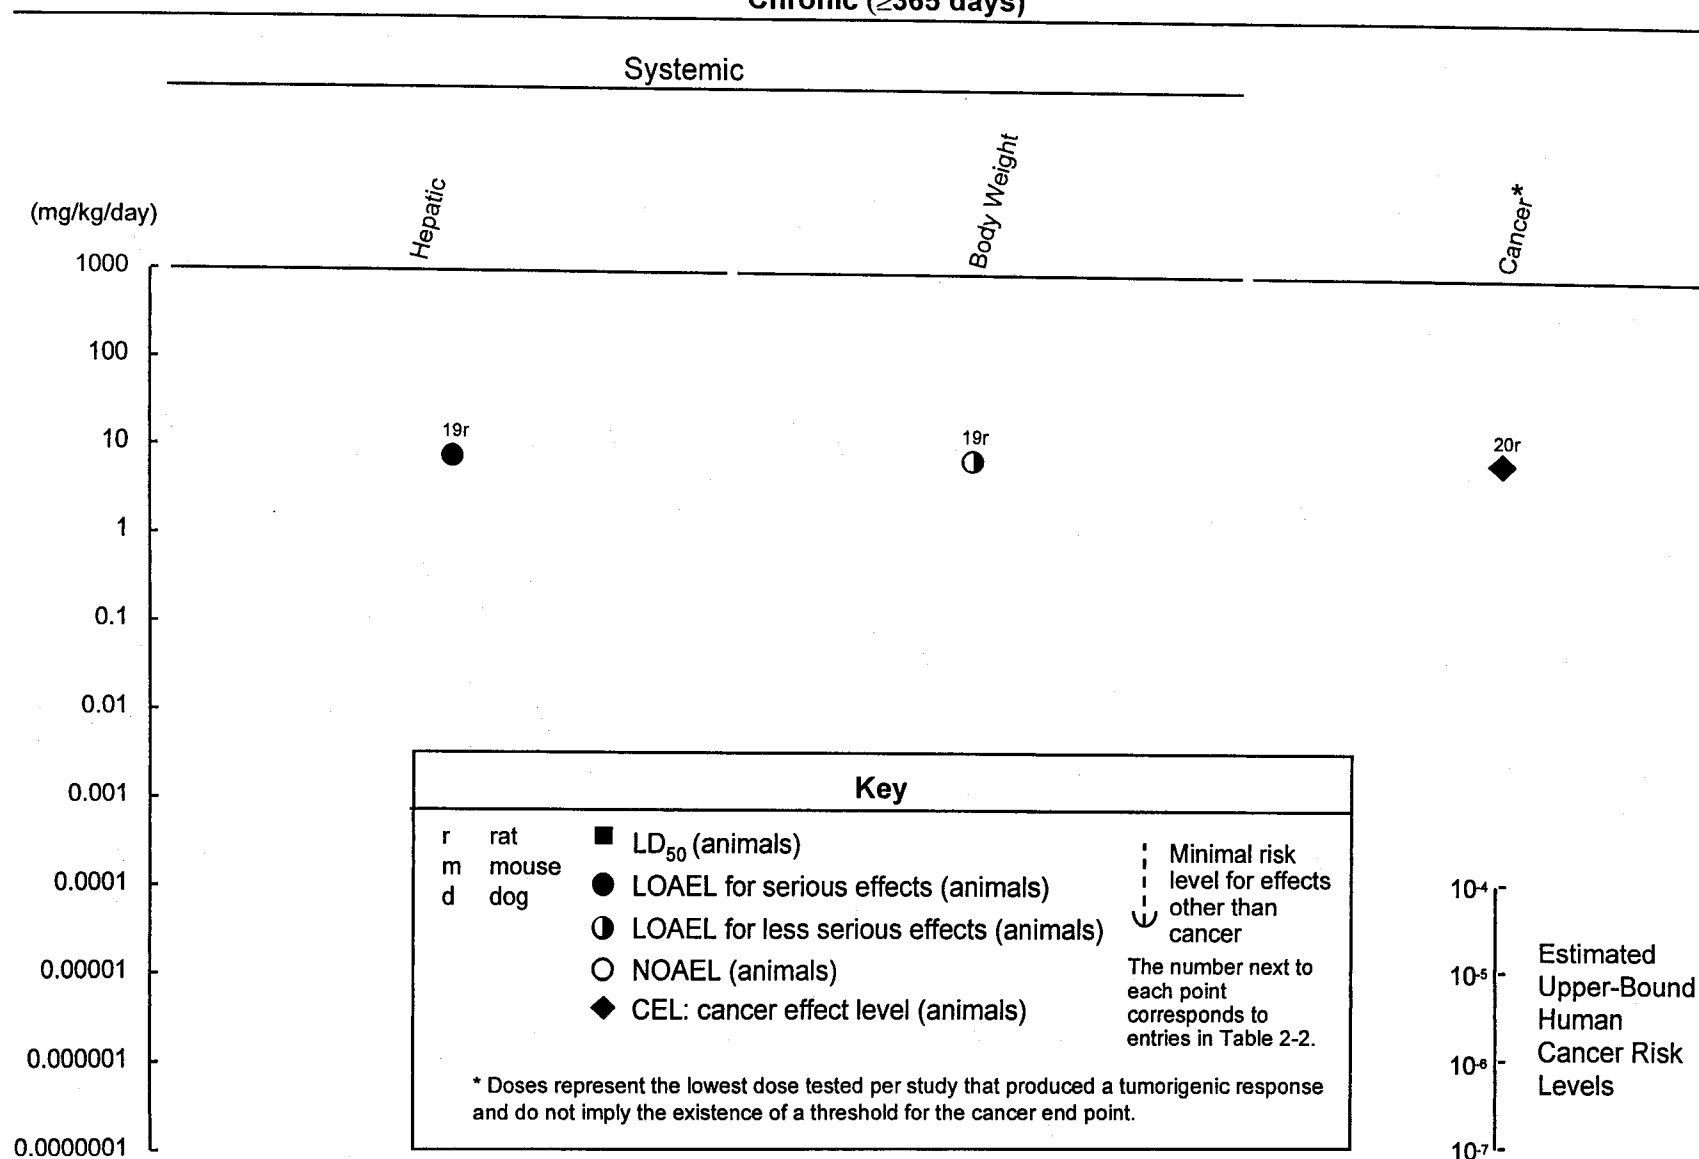 Chronic (≥365 days)
Systemic
Hepatic
Body Weight
Cancer*
(mg/kg/day)
1000
100
10
1
0.1
0.01
0.001
0.0001
0.00001
0.000001
0.0000001
19r
19r
20r
Key
r rat
m mouse
d dog
■ LD50 (animals)
● LOAEL for serious effects (animals)
◑ LOAEL for less serious effects (animals)
○ NOAEL (animals)
◆ CEL: cancer effect level (animals)
Minimal risk
level for effects
other than
cancer
The number next to
each point
corresponds to
entries in Table 2-2.
* Doses represent the lowest dose tested per study that produced a tumorigenic response
and do not imply the existence of a threshold for the cancer end point.
10-4
10-5
10-6
10-7
Estimated
Upper-Bound
Human
Cancer Risk
Levels